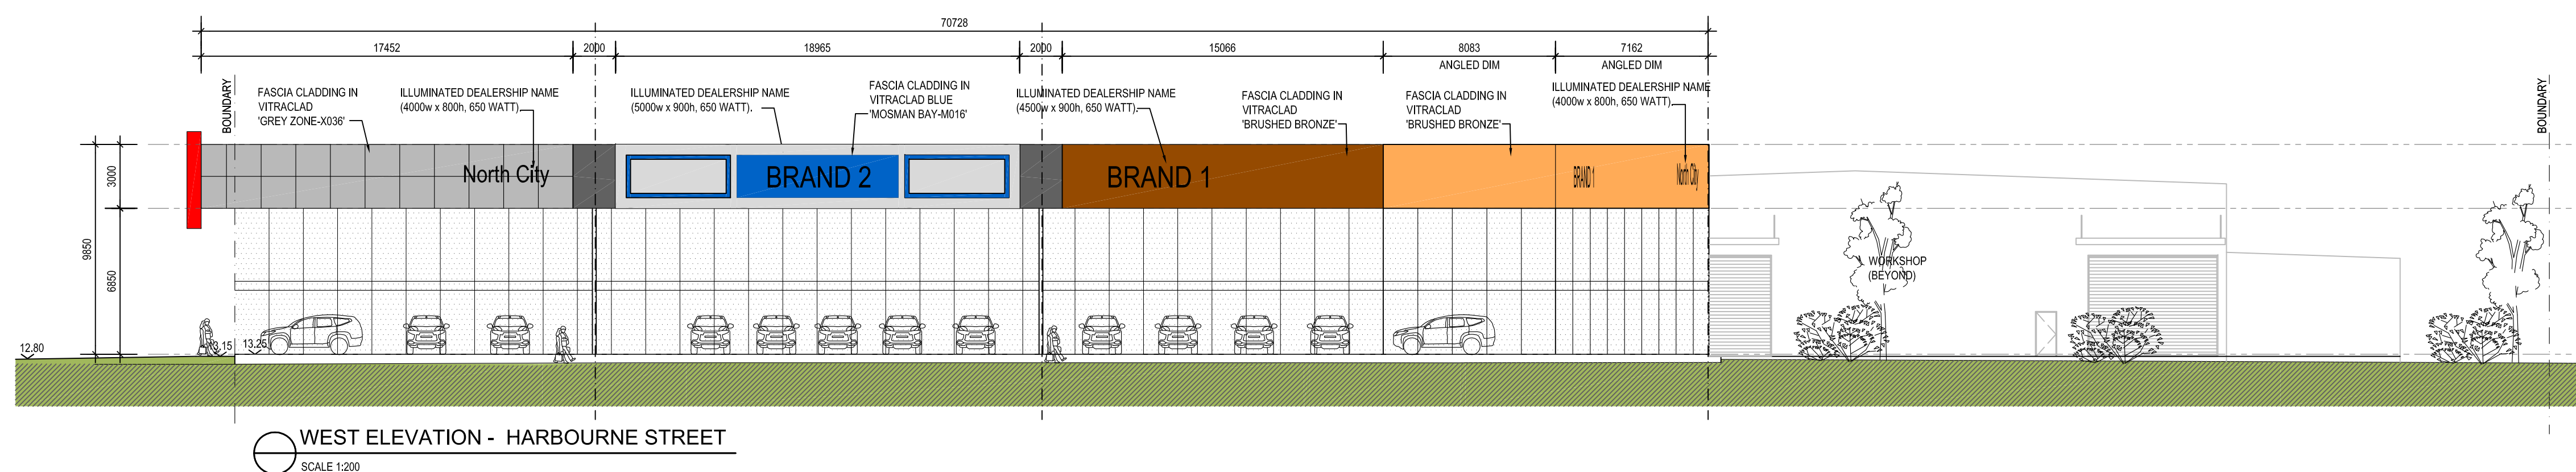 70728
17452
2000
18965
2000
15066
8083
7162
ANGLED DIM
ANGLED DIM
BOUNDARY
FASCIA CLADDING IN
VITRACLAD
'GREY ZONE-X036'
ILLUMINATED DEALERSHIP NAME
(4000w x 800h, 650 WATT).
ILLUMINATED DEALERSHIP NAME
(5000w x 900h, 650 WATT).
FASCIA CLADDING IN
VITRACLAD BLUE
'MOSMAN BAY-M016'
ILLUMINATED DEALERSHIP NAME
(4500w x 900h, 650 WATT).
FASCIA CLADDING IN
VITRACLAD
'BRUSHED BRONZE'
FASCIA CLADDING IN
VITRACLAD
'BRUSHED BRONZE'
ILLUMINATED DEALERSHIP NAME
(4000w x 800h, 650 WATT).
BOUNDARY
3000
9850
6850
North City
BRAND 2
BRAND 1
BRAND 1
North City
WORKSHOP
(BEYOND)
12.80
13.15
13.25
WEST ELEVATION - HARBOURNE STREET
SCALE 1:200